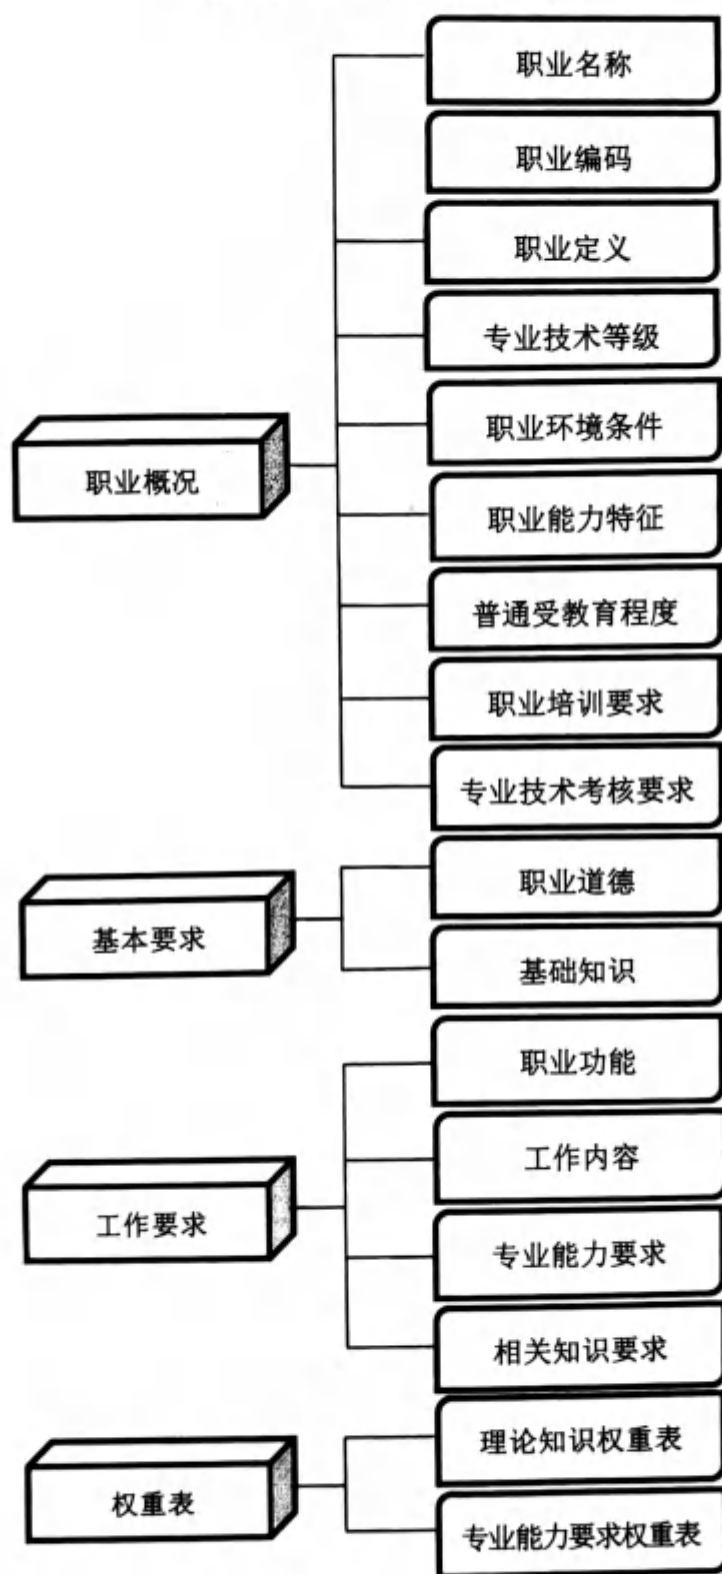 职业名称
职业编码
职业定义
专业技术等级
职业环境条件
职业概况
职业能力特征
普通受教育程度
职业培训要求
专业技术考核要求
职业道德
基本要求
基础知识
职业功能
工作内容
工作要求
专业能力要求
相关知识要求
理论知识权重表
权重表
专业能力要求权重表